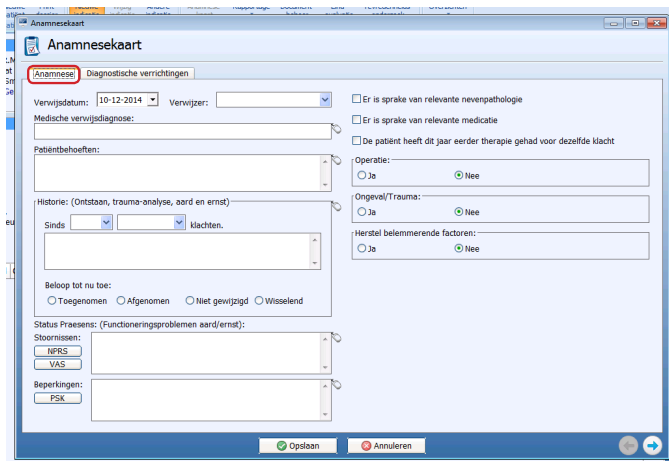 Nieuwe
Anamnesekaart
Anamnesekaart
Anamnese Diagnostische verrichtingen
Verwijsdatum: 10-12-2014 Verwijzer:
Medische verwijsdiagnose:
Patiëntbehoeften:
Historie: (Ontstaan, trauma-analyse, aard en ernst)
Sinds klachten.
Beloop tot nu toe:
Toegenomen Afgenomen Niet gewijzigd Wisselend
Status Praesens: (Functioneringsproblemen aard/ernst):
Stoornissen:
NPRS
VAS
Beperkingen:
PSK
Er is sprake van relevante nevenpathologie
Er is sprake van relevante medicatie
De patiënt heeft dit jaar eerder therapie gehad voor dezelfde klacht
Operatie:
Ja Nee
Ongeval/Trauma:
Ja Nee
Herstel belemmerende factoren:
Ja Nee
Opslaan Annuleren